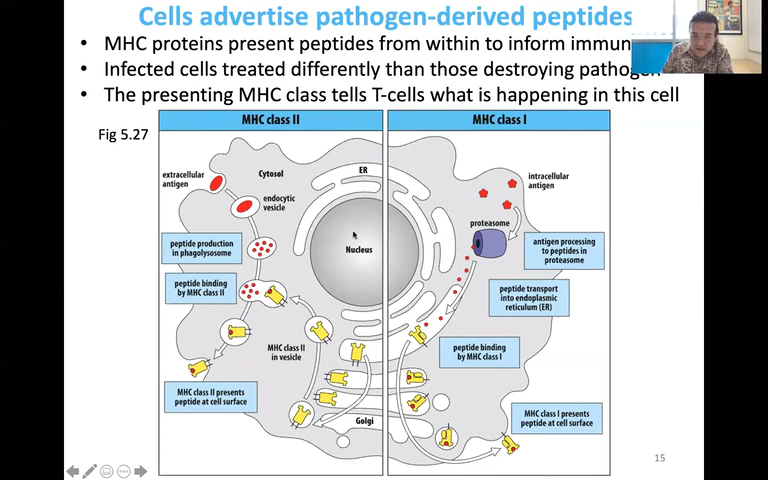 Cells advertise pathogen-derived peptides
• MHC proteins present peptides from within to inform
• Infected cells treated differently than those destroying
• The presenting MHC class tells T-cells what is happening in this cell
Fig 5.27
MHC class II
MHC class I
extracellular
antigen
Cytosol
ER
endocytic
vesicle
Nucleus
peptide production
in phagolysosome
peptide binding
by MHC class II
MHC class II
in vesicle
MHC class II presents
peptide at cell surface
Golgi
intracellular
antigen
proteasome
antigen processing
to peptides in
proteasome
peptide transport
into endoplasmic
reticulum (ER)
peptide binding
by MHC class I
MHC class I presents
peptide at cell surface
15